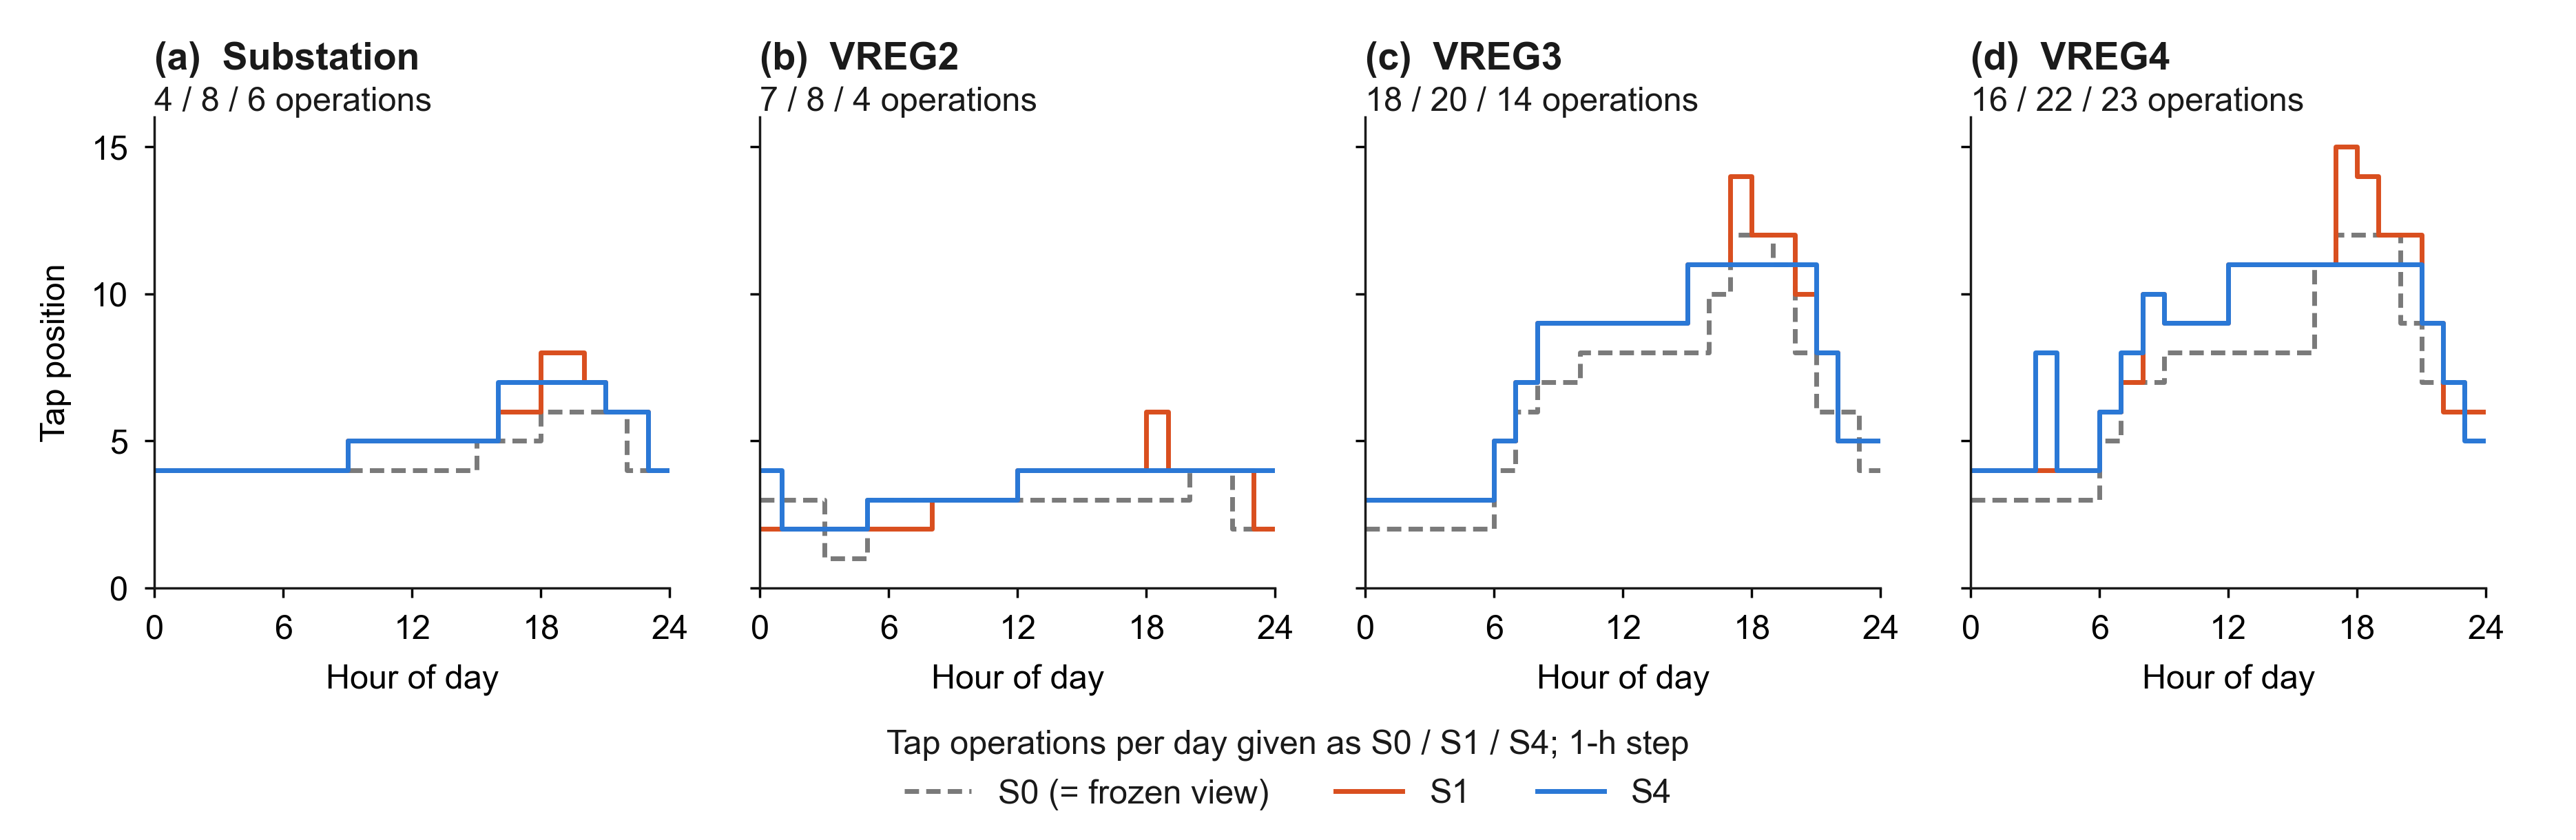 (a) Substation
4 / 8 / 6 operations
(b) VREG2
7 / 8 / 4 operations
(c) VREG3
18 / 20 / 14 operations
(d) VREG4
16 / 22 / 23 operations
Tap position
15
10
5
0
0 6 12 18 24
0 6 12 18 24
0 6 12 18 24
0 6 12 18 24
Hour of day
Hour of day
Hour of day
Hour of day
Tap operations per day given as S0 / S1 / S4; 1-h step
S0 (= frozen view) S1 S4